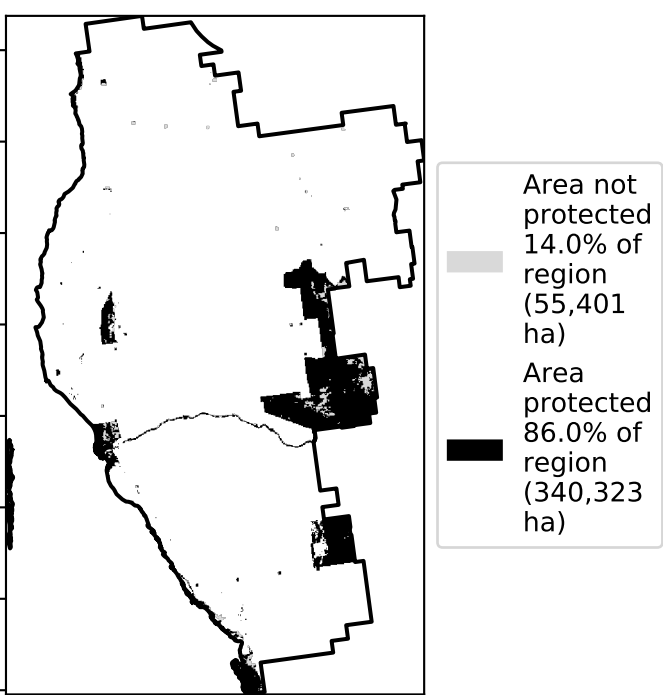 Area not
protected
14.0% of
region
(55,401
ha)
Area
protected
86.0% of
region
(340,323
ha)